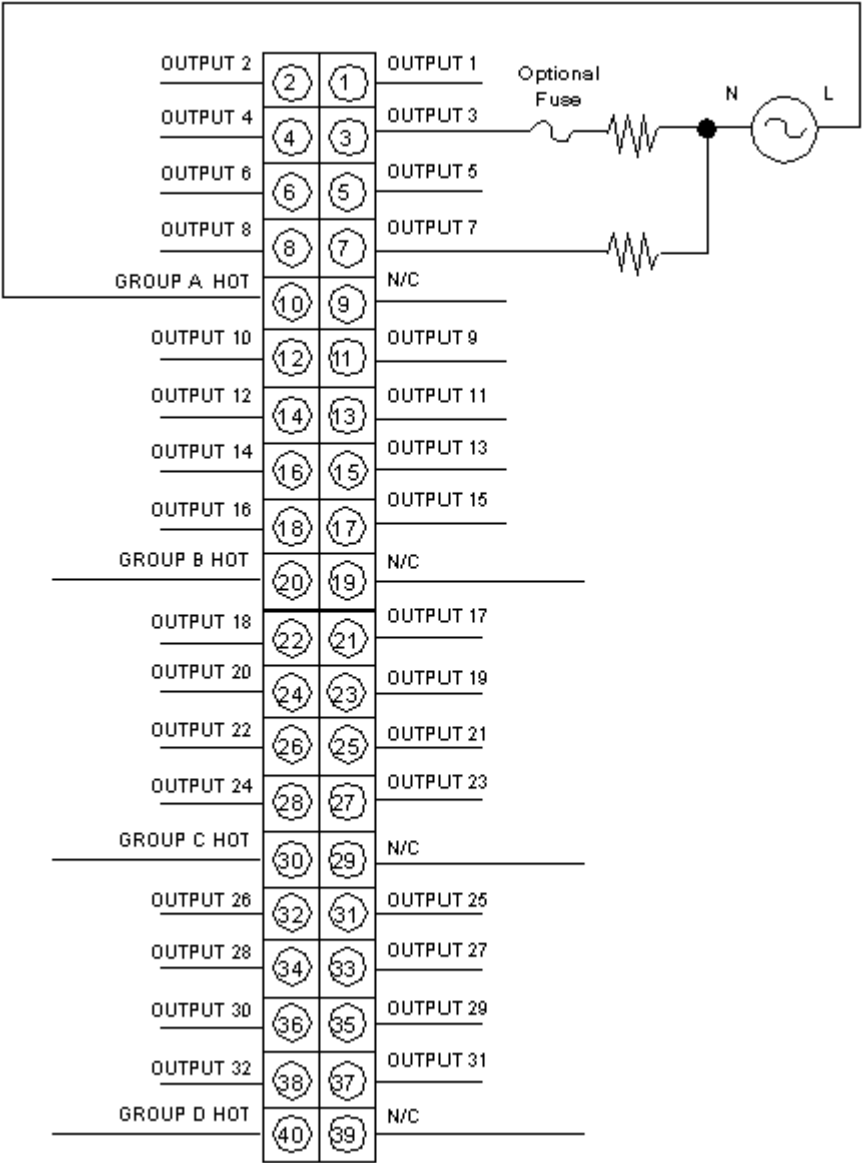 OUTPUT 2 2 1 OUTPUT 1
Optional
Fuse
N L
OUTPUT 4 4 3 OUTPUT 3
OUTPUT 6 6 5 OUTPUT 5
OUTPUT 8 8 7 OUTPUT 7
GROUP A HOT 10 9 N/C
OUTPUT 10 12 11 OUTPUT 9
OUTPUT 12 14 13 OUTPUT 11
OUTPUT 14 16 15 OUTPUT 13
OUTPUT 16 18 17 OUTPUT 15
GROUP B HOT 20 19 N/C
OUTPUT 18 22 21 OUTPUT 17
OUTPUT 20 24 23 OUTPUT 19
OUTPUT 22 26 25 OUTPUT 21
OUTPUT 24 28 27 OUTPUT 23
GROUP C HOT 30 29 N/C
OUTPUT 26 32 31 OUTPUT 25
OUTPUT 28 34 33 OUTPUT 27
OUTPUT 30 36 35 OUTPUT 29
OUTPUT 32 38 37 OUTPUT 31
GROUP D HOT 40 39 N/C